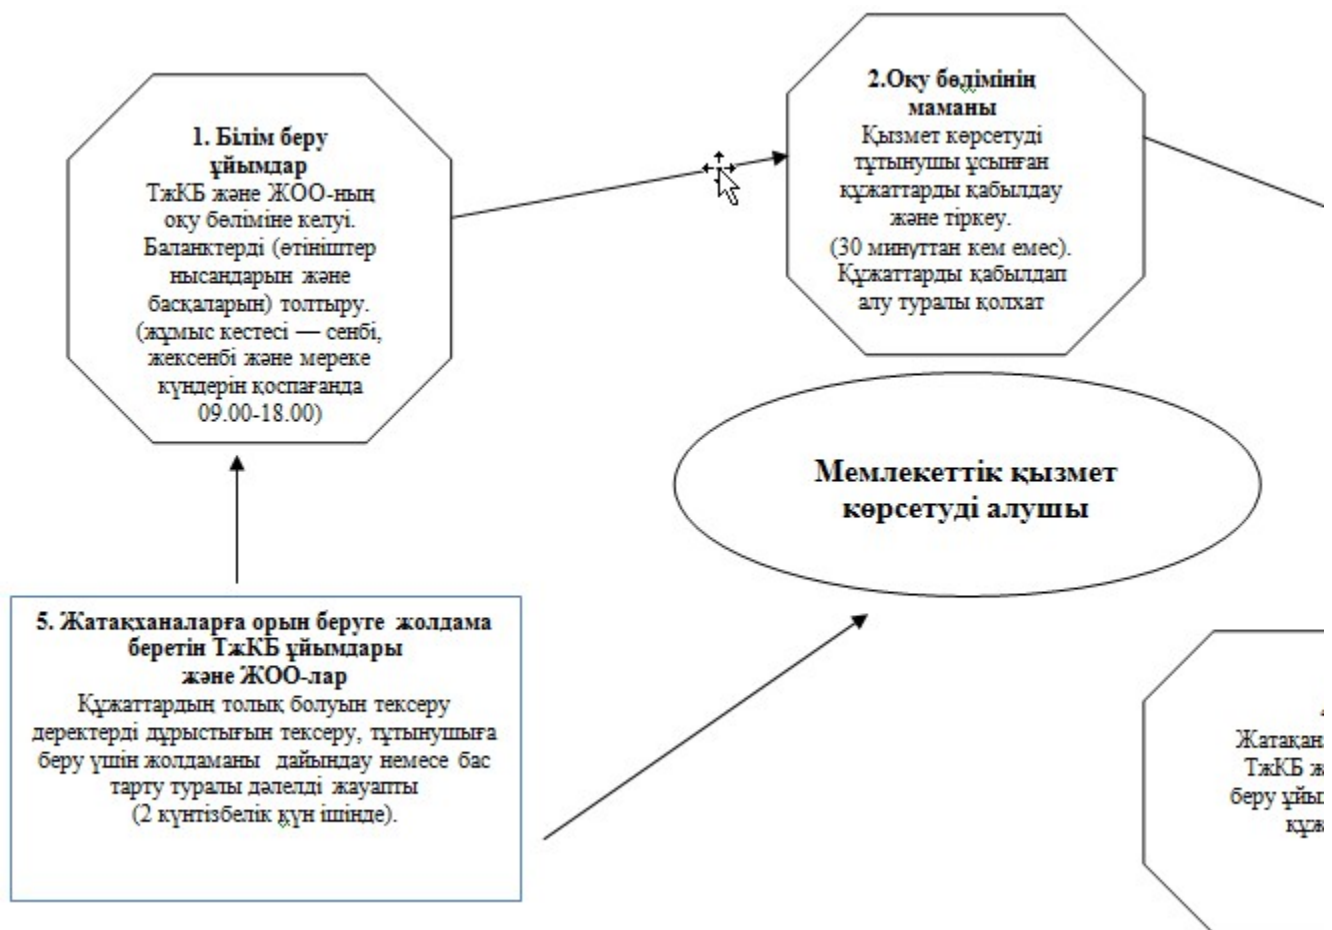 1. Білім беру
ұйымдар
ТжКБ және ЖОО-ның
оқу бөліміне келуі.
Баланктерді (өтініштер
нысандарын және
басқаларын) толтыру.
(жұмыс кестесі — сенбі,
жексенбі және мереке
күндерін қоспағанда
09.00-18.00)
2.Оқу бөлімінің
маманы
Қызмет көрсетуді
тұтынушы ұсынған
құжаттарды қабылдау
және тіркеу.
(30 минуттан кем емес).
Құжаттарды қабылдап
алу туралы қолхат
Мемлекеттік қызмет
көрсетуді алушы
5. Жатақханаларға орын беруге жолдама
беретін ТжКБ ұйымдары
және ЖОО-лар
Құжаттардың толық болуын тексеру
деректерді дұрыстығын тексеру, тұтынушыға
беру үшін жолдаманы дайындау немесе бас
тарту туралы дәлелді жауапты
(2 күнтізбелік күн ішінде).
ТжКБ
беру